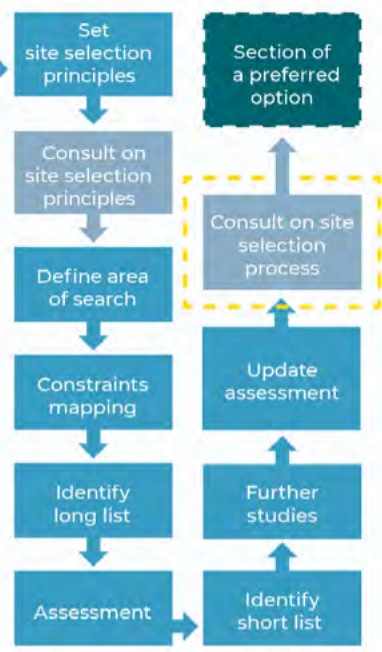 Set
site selection
principles
Consult on
site selection
principles
Define area
of search
Constraints
mapping
Identify
long list
Assessment
Identify
short list
Further
studies
Update
assessment
Consult on site
selection
process
Section of
a preferred
option